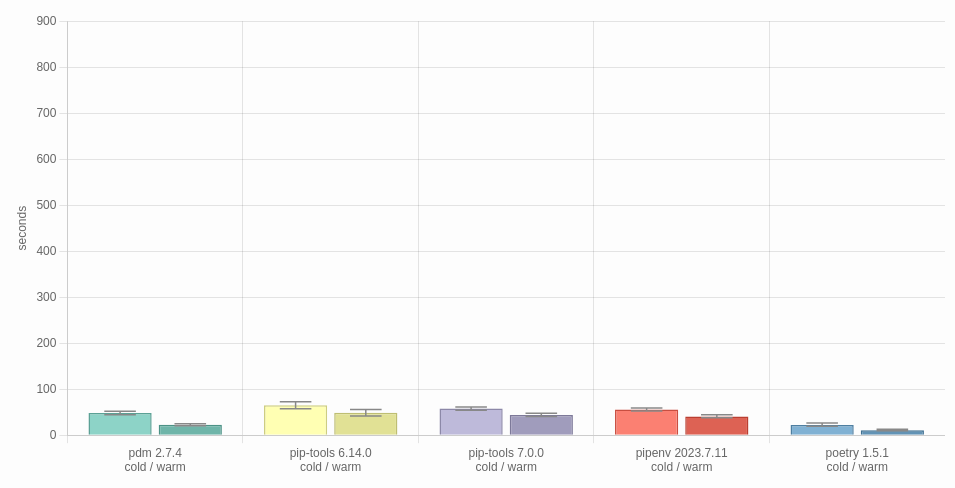 900
800
700
600
500
400
300
200
100
0
seconds
pdm 2.7.4
cold / warm
pip-tools 6.14.0
cold / warm
pip-tools 7.0.0
cold / warm
pipenv 2023.7.11
cold / warm
poetry 1.5.1
cold / warm